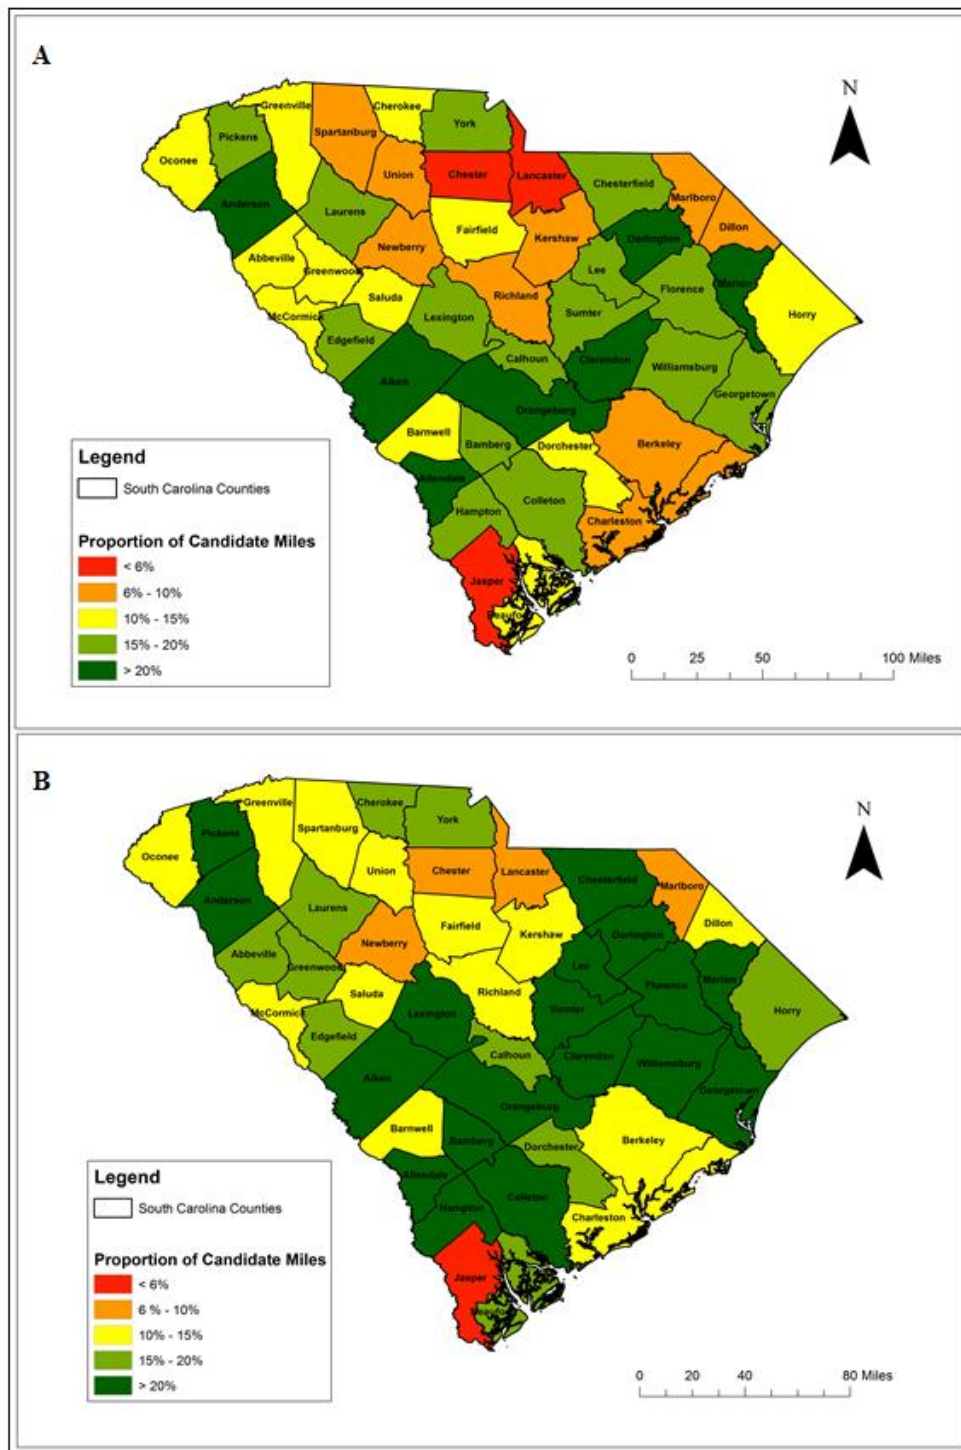 A
N
Greenville
Cherokee
York
Pickens
Spartanburg
Oconee
Union
Chester
Lancaster
Chesterfield
Marlboro
Anderson
Laurens
Dillon
Fairfield
Kershaw
Darlington
Newberry
Abbeville
Greenwood
Lee
Marion
Saluda
Richland
Florence
McCormick
Lexington
Sumter
Horry
Edgefield
Calhoun
Clarendon
Williamsburg
Aiken
Georgetown
Orangeburg
Barnwell
Bamberg
Dorchester
Berkeley
Allendale
Colleton
Hampton
Charleston
Jasper
Beaufort
Legend
South Carolina Counties
Proportion of Candidate Miles
< 6%
6% - 10%
10% - 15%
15% - 20%
> 20%
0 25 50 100 Miles
B
N
Greenville
Cherokee
York
Pickens
Spartanburg
Oconee
Union
Chester
Lancaster
Chesterfield
Marlboro
Anderson
Laurens
Dillon
Fairfield
Kershaw
Darlington
Newberry
Abbeville
Greenwood
Lee
Marion
Saluda
Richland
Florence
McCormick
Lexington
Sumter
Horry
Edgefield
Calhoun
Clarendon
Williamsburg
Aiken
Georgetown
Orangeburg
Barnwell
Bamberg
Dorchester
Berkeley
Allendale
Colleton
Hampton
Charleston
Jasper
Beaufort
Legend
South Carolina Counties
Proportion of Candidate Miles
< 6%
6 % - 10%
10% - 15%
15% - 20%
> 20%
0 20 40 80 Miles